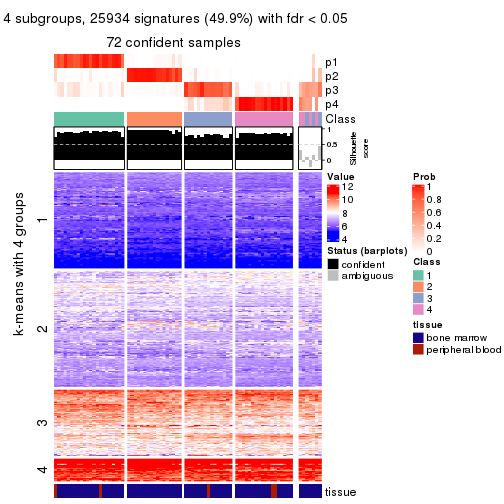 4 subgroups, 25934 signatures (49.9%) with fdr < 0.05
72 confident samples
p1
p2
p3
p4
Class
1
0.5
0
Silhouette
score
k-means with 4 groups
1
2
3
4
tissue
Value
12
10
8
6
4
Status (barplots)
confident
ambiguous
Prob
1
0.8
0.6
0.4
0.2
0
Class
1
2
3
4
tissue
bone marrow
peripheral blood